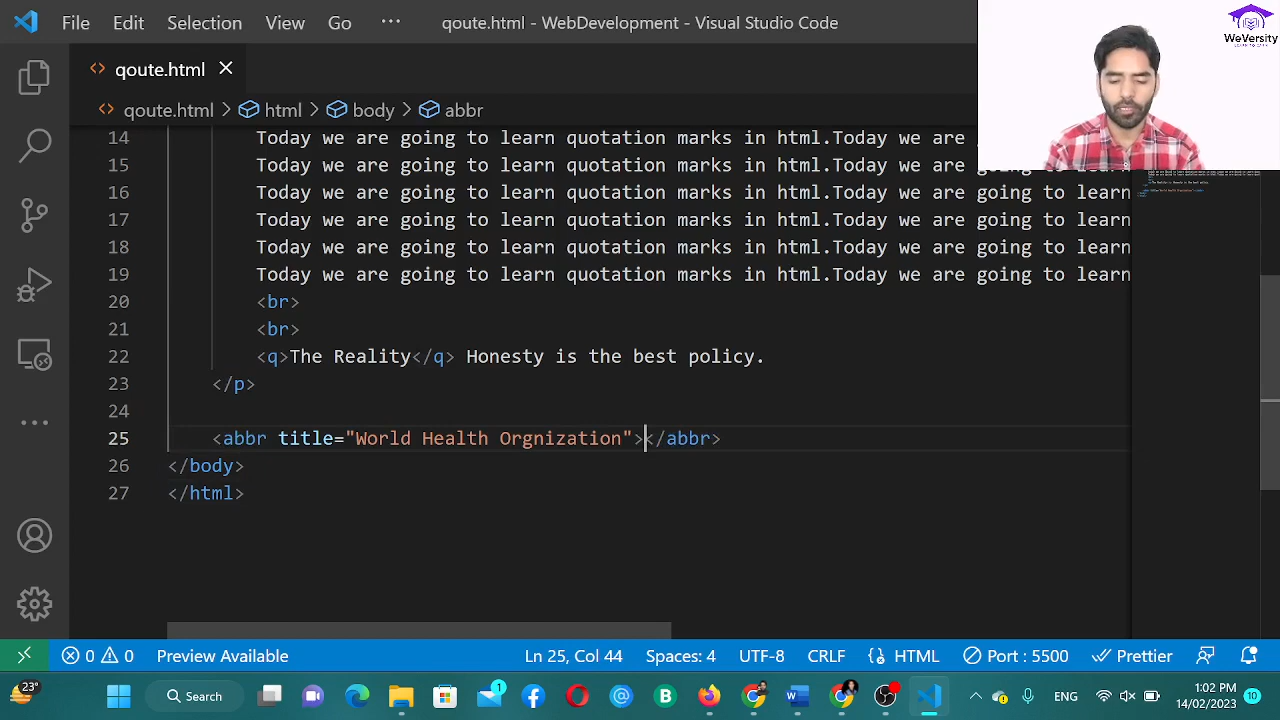 File Edit Selection View Go ··· qoute.html - WebDevelopment - Visual Studio Code
WeVersity
LEARN TO EARN
qoute.html
qoute.html > html > body > abbr
14 Today we are going to learn quotation marks in html.Today we are
15 Today we are going to learn quotation marks in html.Today we are
16 Today we are going to learn quotation marks in html.Today we are going to learn
17 Today we are going to learn quotation marks in html.Today we are going to learn
18 Today we are going to learn quotation marks in html.Today we are going to learn
19 Today we are going to learn quotation marks in html.Today we are going to learn
20 <br>
21 <br>
22 <q>The Reality</q> Honesty is the best policy.
23 </p>
24
25 <abbr title="World Health Orgnization"></abbr>
26 </body>
27 </html>
0 0 Preview Available Ln 25, Col 44 Spaces: 4 UTF-8 CRLF HTML Port : 5500 Prettier
23° Search 1 B W ENG 1:02 PM
14/02/2023 10